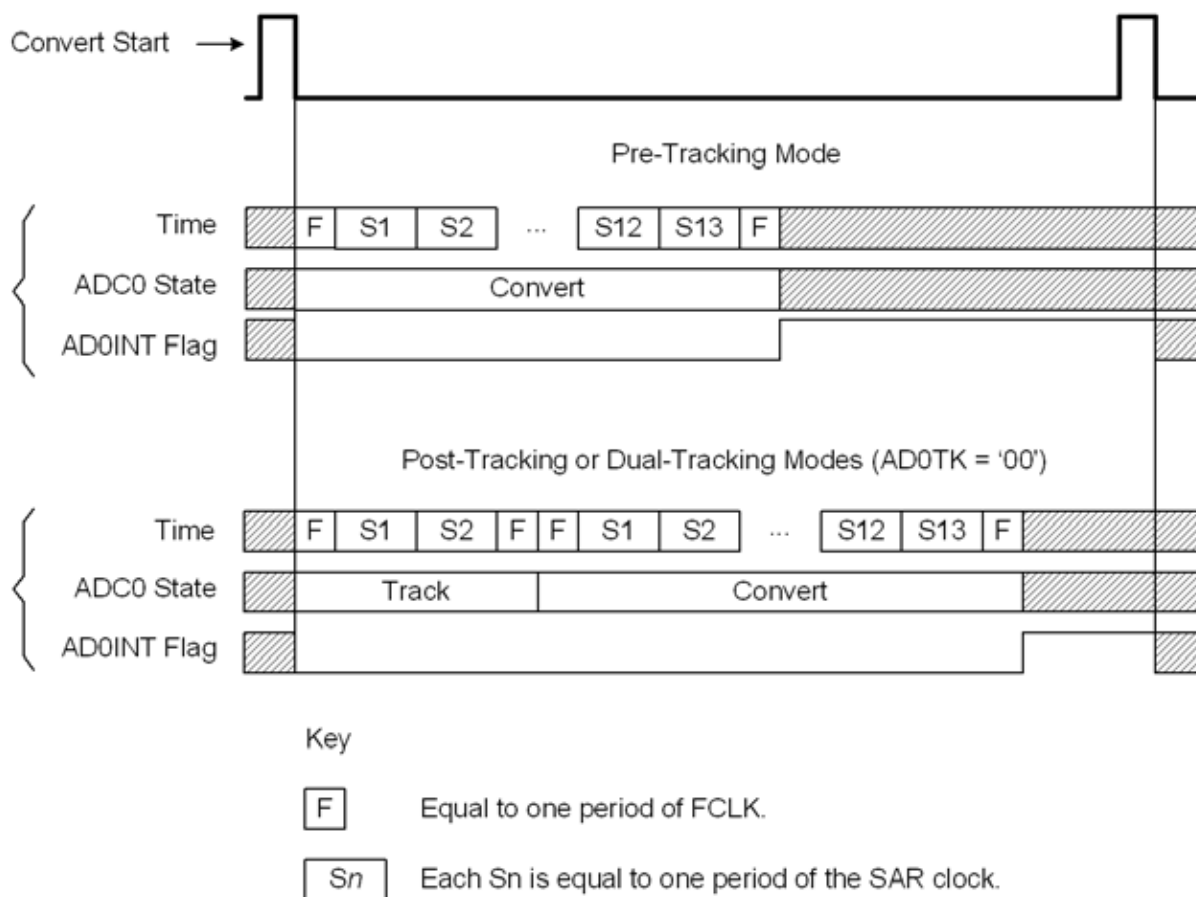 Convert Start
Pre-Tracking Mode
Time F S1 S2 ... S12 S13 F
ADC0 State Convert
AD0INT Flag
Post-Tracking or Dual-Tracking Modes (AD0TK = ‘00’)
Time F S1 S2 F F S1 S2 ... S12 S13 F
ADC0 State Track Convert
AD0INT Flag
Key
F Equal to one period of FCLK.
Sn Each Sn is equal to one period of the SAR clock.